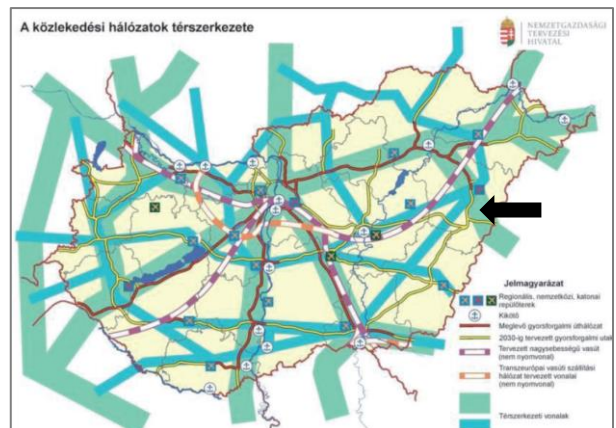 A közlekedési hálózatok térszerkezete
NEMZETGAZDASÁGI
TERVEZÉSI
HIVATAL
Jelmagyarázat
Regionális, nemzetközi, katonai
repülőterek
Kikötő
Meglévő gyorsforgalmi úthálózat
2030-ig tervezett gyorsforgalmi utak
Tervezett nagysebességű vasút
(nem nyomvonal)
Transzeurópai vasúti szállítási
hálózat tervezett vonalai
(nem nyomvonal)
Térszerkezeti vonalak